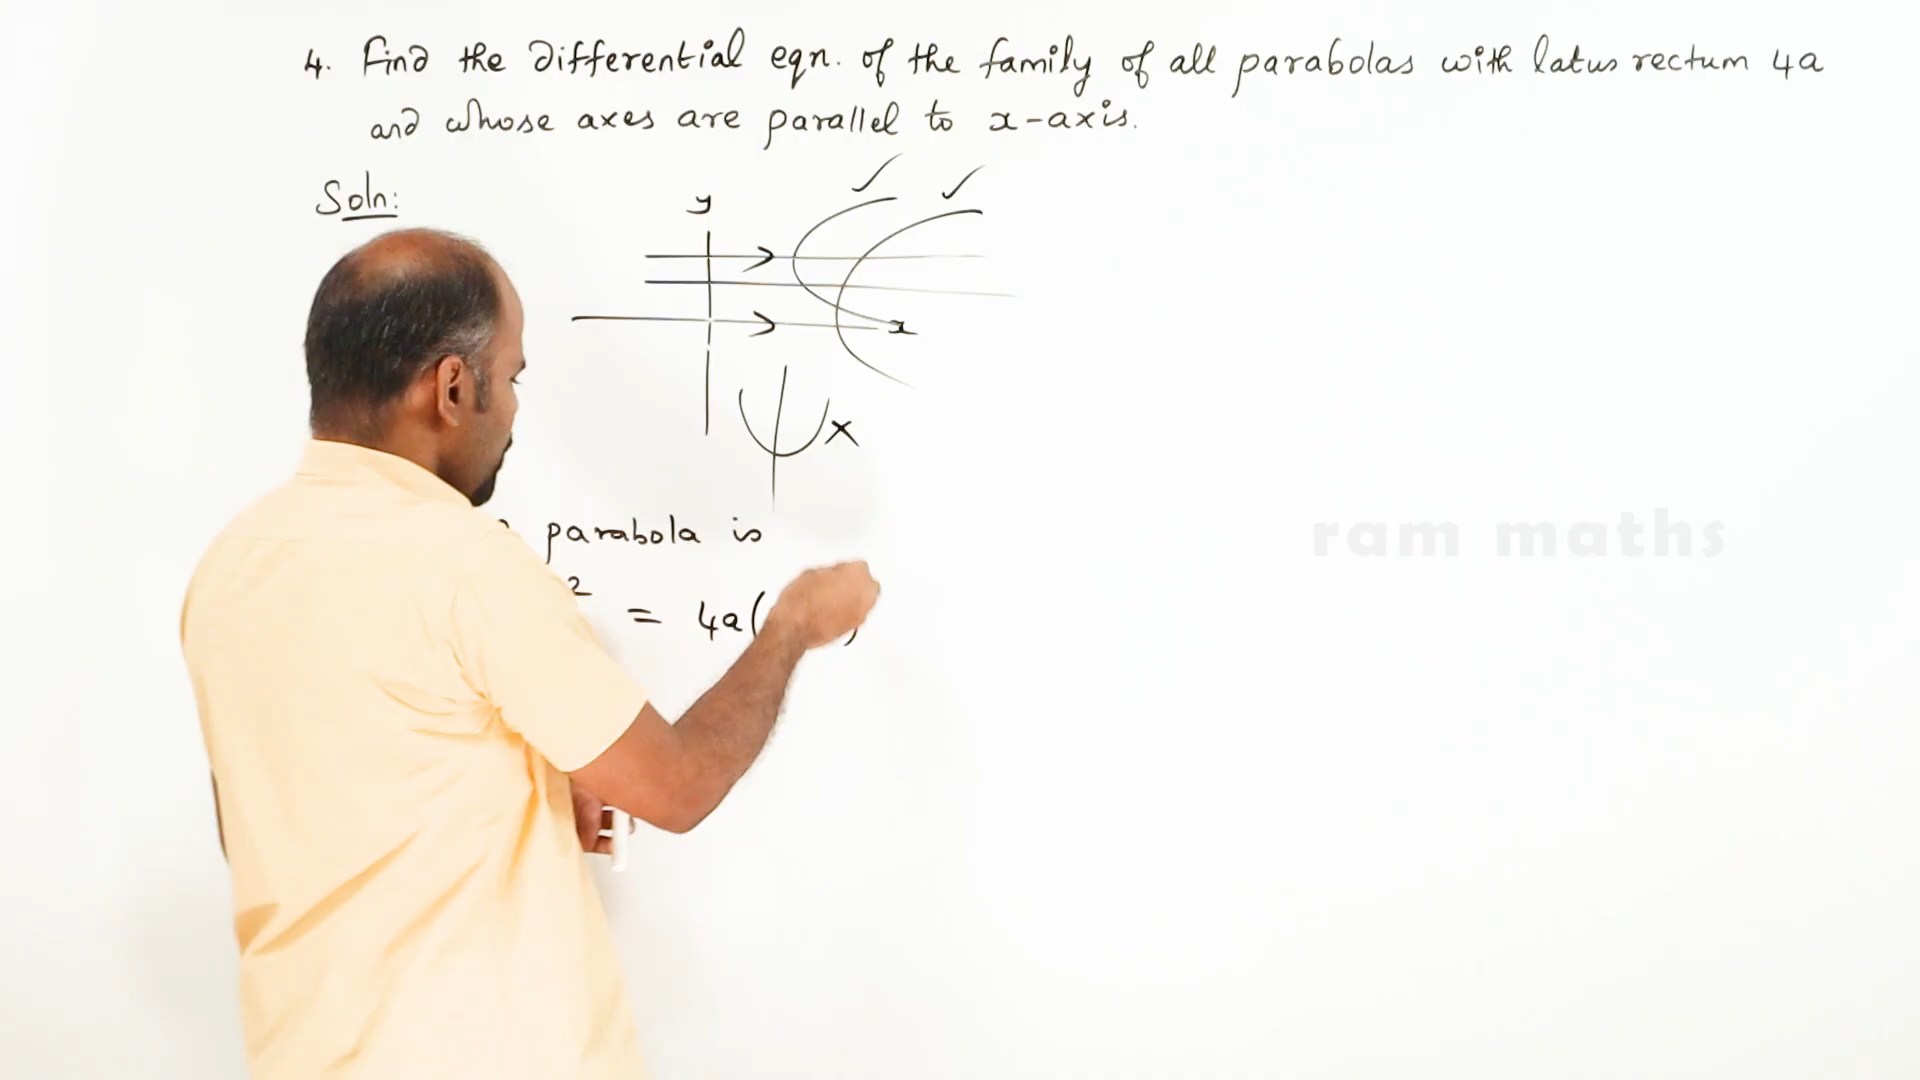 4. Find the differential eqn. of the family of all parabolas with latus rectum 4a
and whose axes are parallel to x-axis.
Soln:
y
x
x
parabola is
2 = 4a( )
ram maths